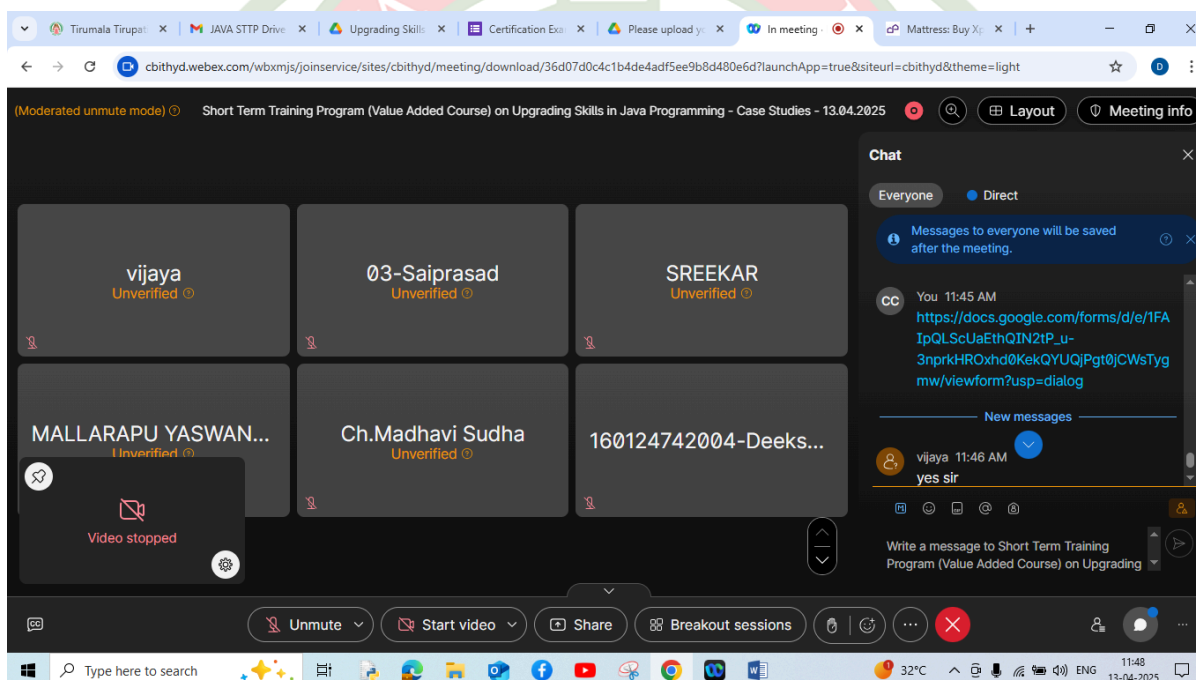 Tirumala Tirupat
JAVA STTP Drive
Upgrading Skills
Certification Exa
Please upload yo
In meeting ·
Mattress: Buy Xp
cbithyd.webex.com/wbxmjs/joinservice/sites/cbithyd/meeting/download/36d07d0c4c1b4de4adf5ee9b8d480e6d?launchApp=true&siteurl=cbithyd&theme=light
D
(Moderated unmute mode)
Short Term Training Program (Value Added Course) on Upgrading Skills in Java Programming - Case Studies - 13.04.2025
Layout
Meeting info
vijaya
Unverified
03-Saiprasad
Unverified
SREEKAR
Unverified
MALLARAPU YASWAN...
Unverified
Ch.Madhavi Sudha
Unverified
160124742004-Deeks...
Video stopped
Chat
Everyone
Direct
Messages to everyone will be saved
after the meeting.
CC
You 11:45 AM
https://docs.google.com/forms/d/e/1FA
IpQLScUaEthQIN2tP_u-
3nprkHROxhd0KekQYUQjPgt0jCWsTyg
mw/viewform?usp=dialog
New messages
vijaya 11:46 AM
yes sir
Write a message to Short Term Training
Program (Value Added Course) on Upgrading
CC
Unmute
Start video
Share
Breakout sessions
Type here to search
32°C
ENG
11:48
13-04-2025